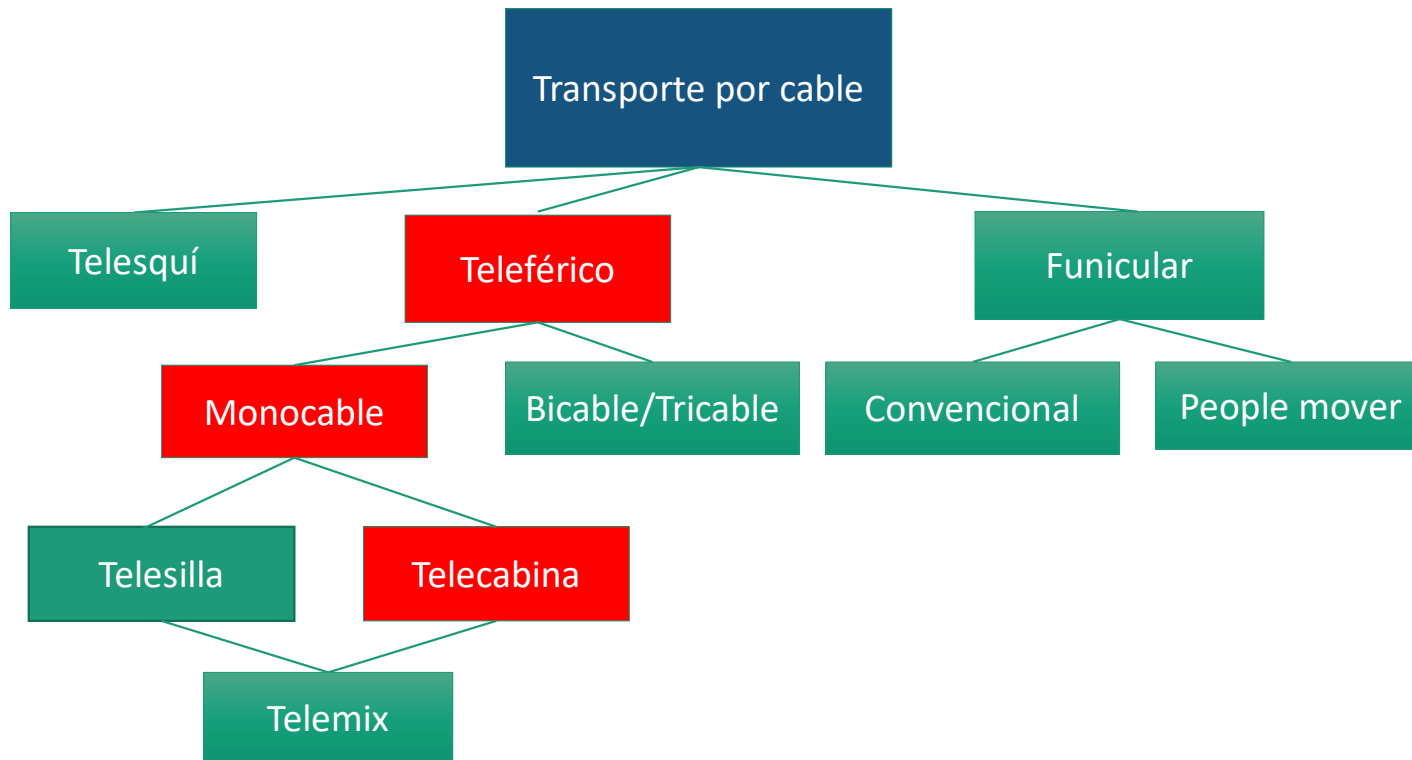 Transporte por cable
Telesquí
Teleférico
Funicular
Monocable
Bicable/Tricable
Convencional
People mover
Telesilla
Telecabina
Telemix